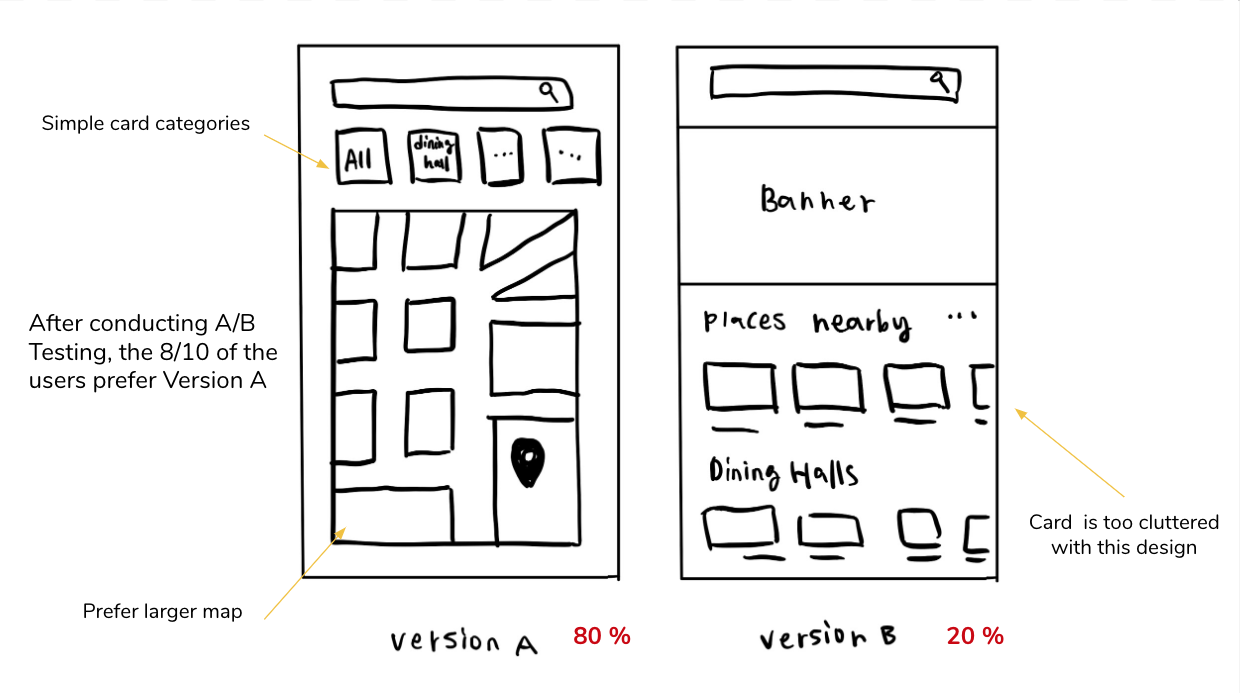 Simple card categories
All
dining
hall
...
...
After conducting A/B
Testing, the 8/10 of the
users prefer Version A
Prefer larger map
version A
80 %
Banner
places nearby ...
Dining Halls
Card is too cluttered
with this design
version B
20 %